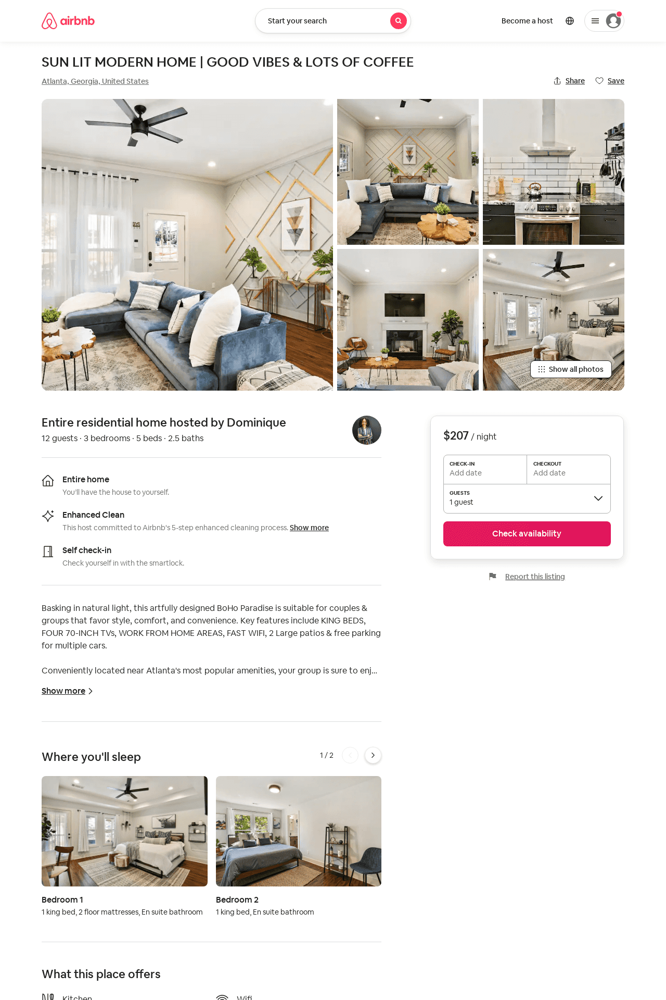 airbnb
Start your search
Become a host
SUN LIT MODERN HOME | GOOD VIBES & LOTS OF COFFEE
Atlanta, Georgia, United States
Share
Save
Show all photos
Entire residential home hosted by Dominique
12 guests · 3 bedrooms · 5 beds · 2.5 baths
$207 / night
CHECK-IN
Add date
CHECKOUT
Add date
GUESTS
1 guest
Check availability
Report this listing
Entire home
You’ll have the house to yourself.
Enhanced Clean
This host committed to Airbnb's 5-step enhanced cleaning process. Show more
Self check-in
Check yourself in with the smartlock.
Basking in natural light, this artfully designed BoHo Paradise is suitable for couples &
groups that favor style, comfort, and convenience. Key features include KING BEDS,
FOUR 70-INCH TVs, WORK FROM HOME AREAS, FAST WIFI, 2 Large patios & free parking
for multiple cars.
Conveniently located near Atlanta's most popular amenities, your group is sure to enj…
Show more
Where you'll sleep
1 / 2
Bedroom 1
1 king bed, 2 floor mattresses, En suite bathroom
Bedroom 2
1 king bed, En suite bathroom
What this place offers
Kitchen
Wifi